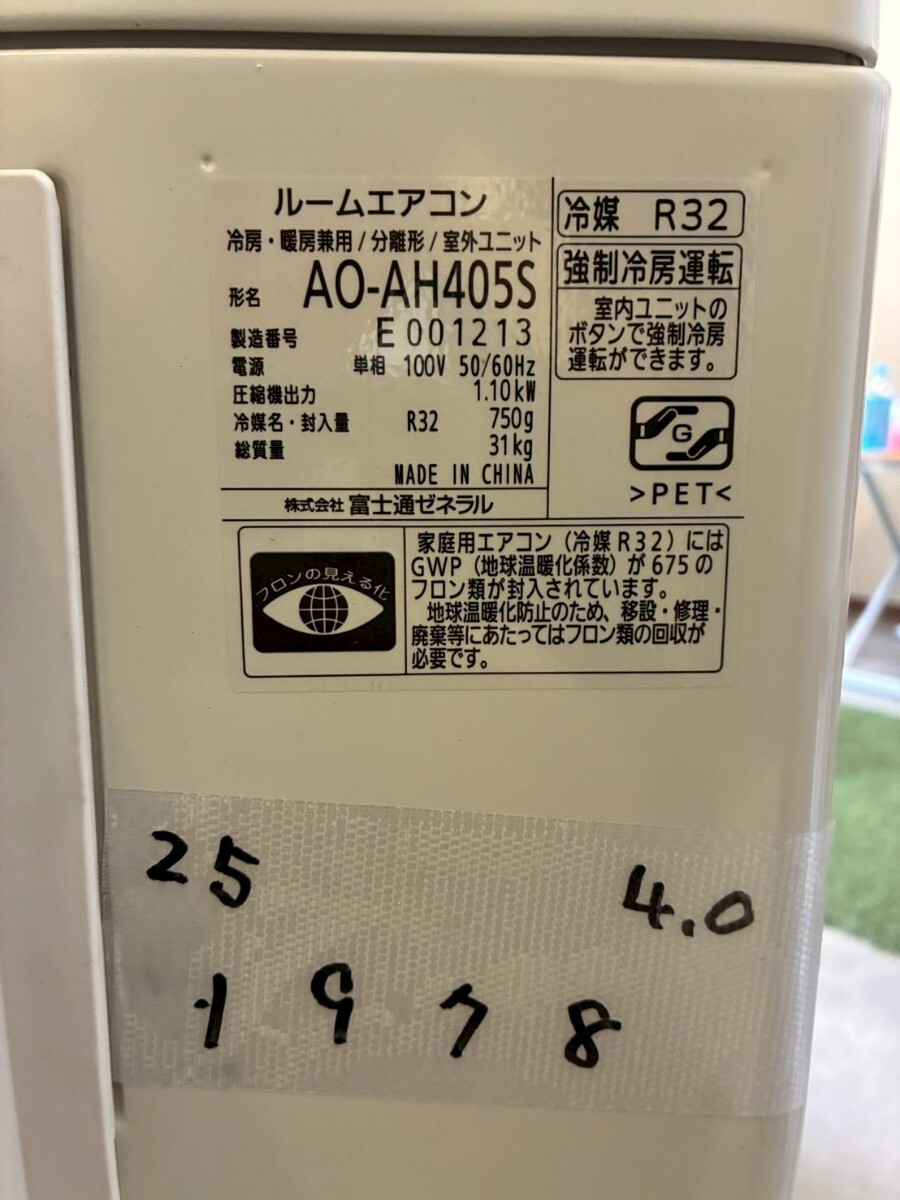 ルームエアコン
冷房・暖房兼用/分離形/室外ユニット
形名 AO-AH405S
製造番号 E001213
電源 単相 100V 50/60Hz
圧縮機出力 1.10kW
冷媒名・封入量 R32 750g
総質量 31kg
MADE IN CHINA
株式会社 富士通ゼネラル
冷媒 R32
強制冷房運転
室内ユニットの
ボタンで強制冷房
運転ができます。
G
>PET<
フロンの見える化
家庭用エアコン(冷媒R32)には
GWP(地球温暖化係数)が675の
フロン類が封入されています。
地球温暖化防止のため、移設・修理・
廃棄等にあたってはフロン類の回収が
必要です。
25 4.0
1978